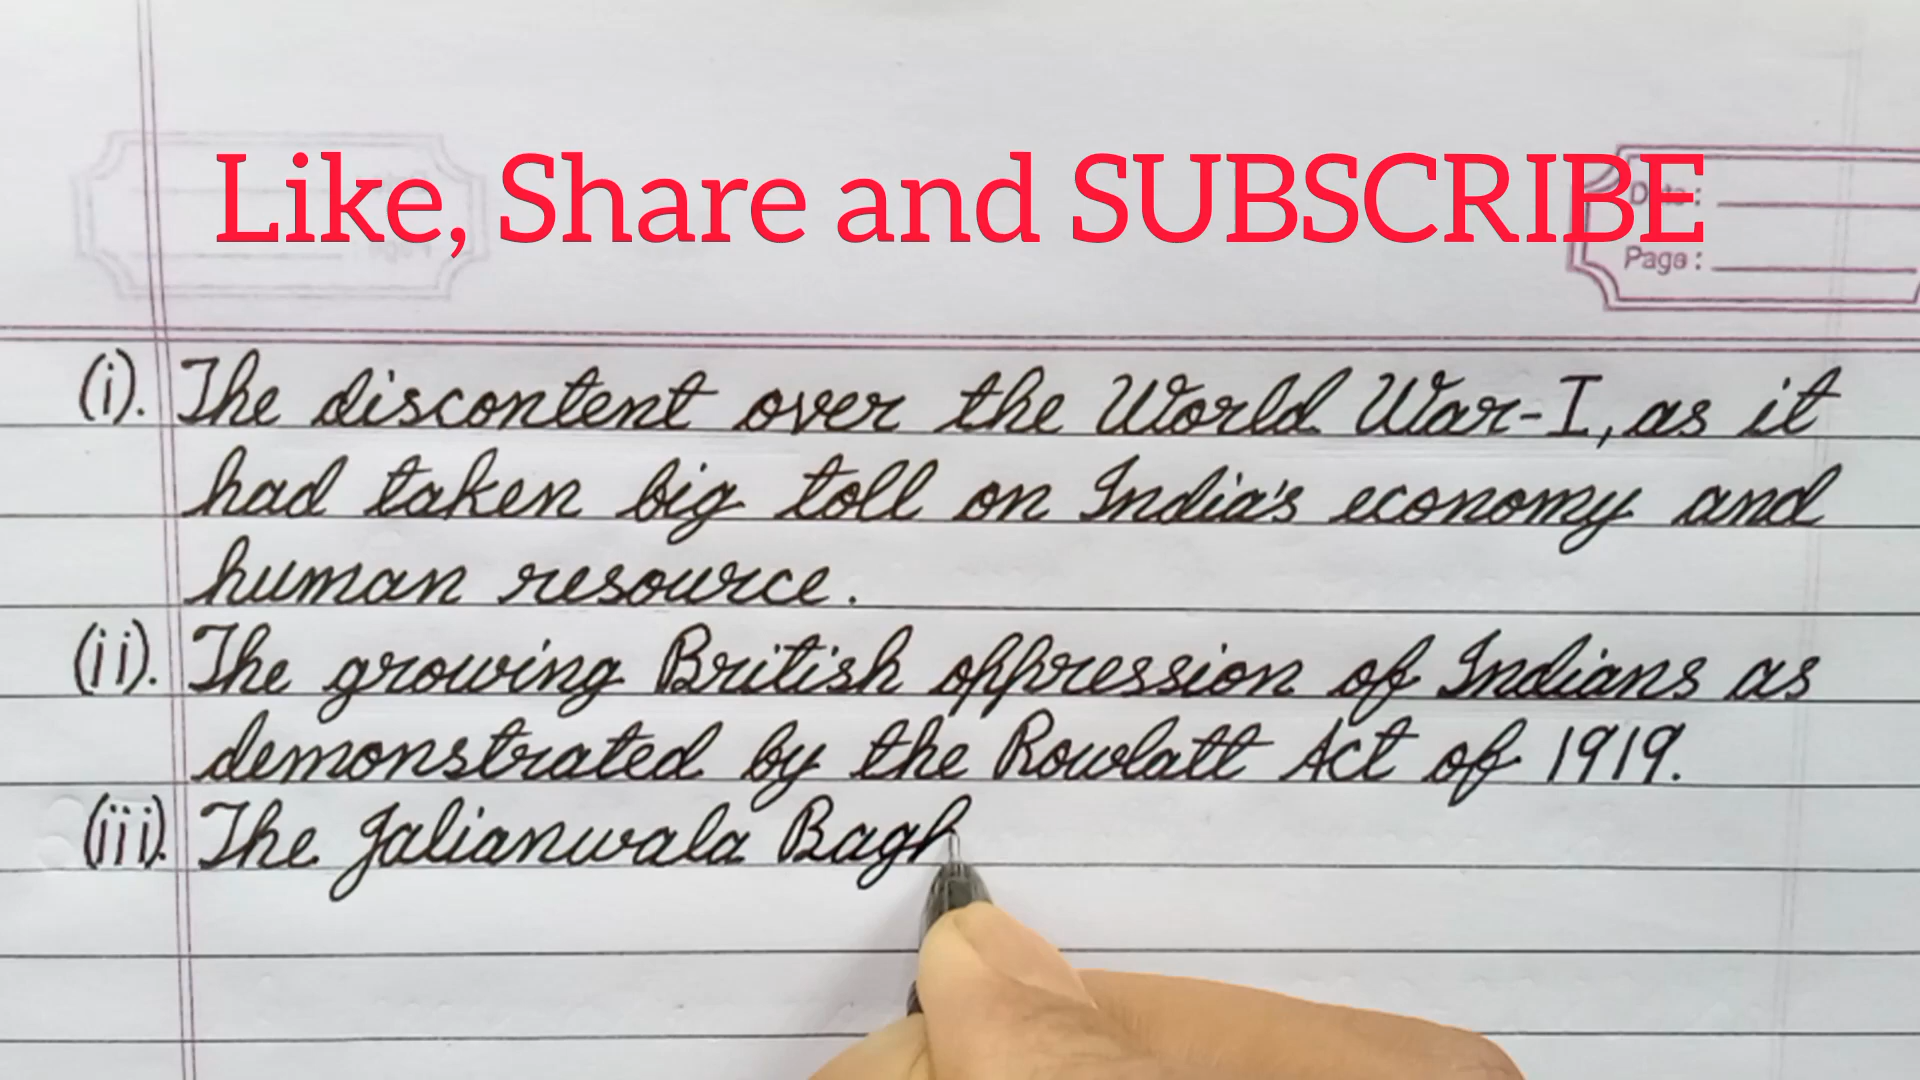 Like, Share and SUBSCRIBE
Date:
Page:
(i). The discontent over the World War-I, as it
had taken big toll on India's economy and
human resource.
(ii). The growing British oppression of Indians as
demonstrated by the Rowlatt Act of 1919.
(iii). The Jalianwala Bagh